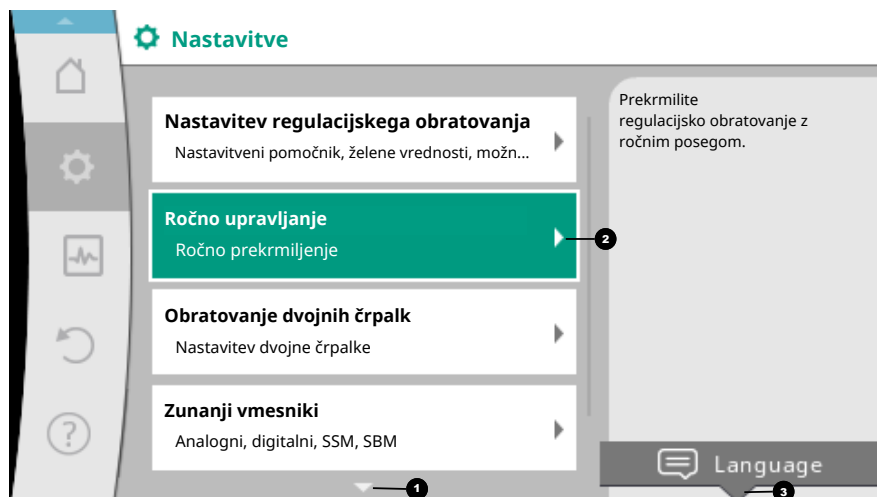 Nastavitve
Nastavitev regulacijskega obratovanja
Nastavitveni pomočnik, želene vrednosti, možn...
Ročno upravljanje
Ročno prekrmiljenje
Obratovanje dvojnih črpalk
Nastavitev dvojne črpalke
Zunanji vmesniki
Analogni, digitalni, SSM, SBM
Prekrmilite
regulacijsko obratovanje z
ročnim posegom.
2
?
Language
1
3